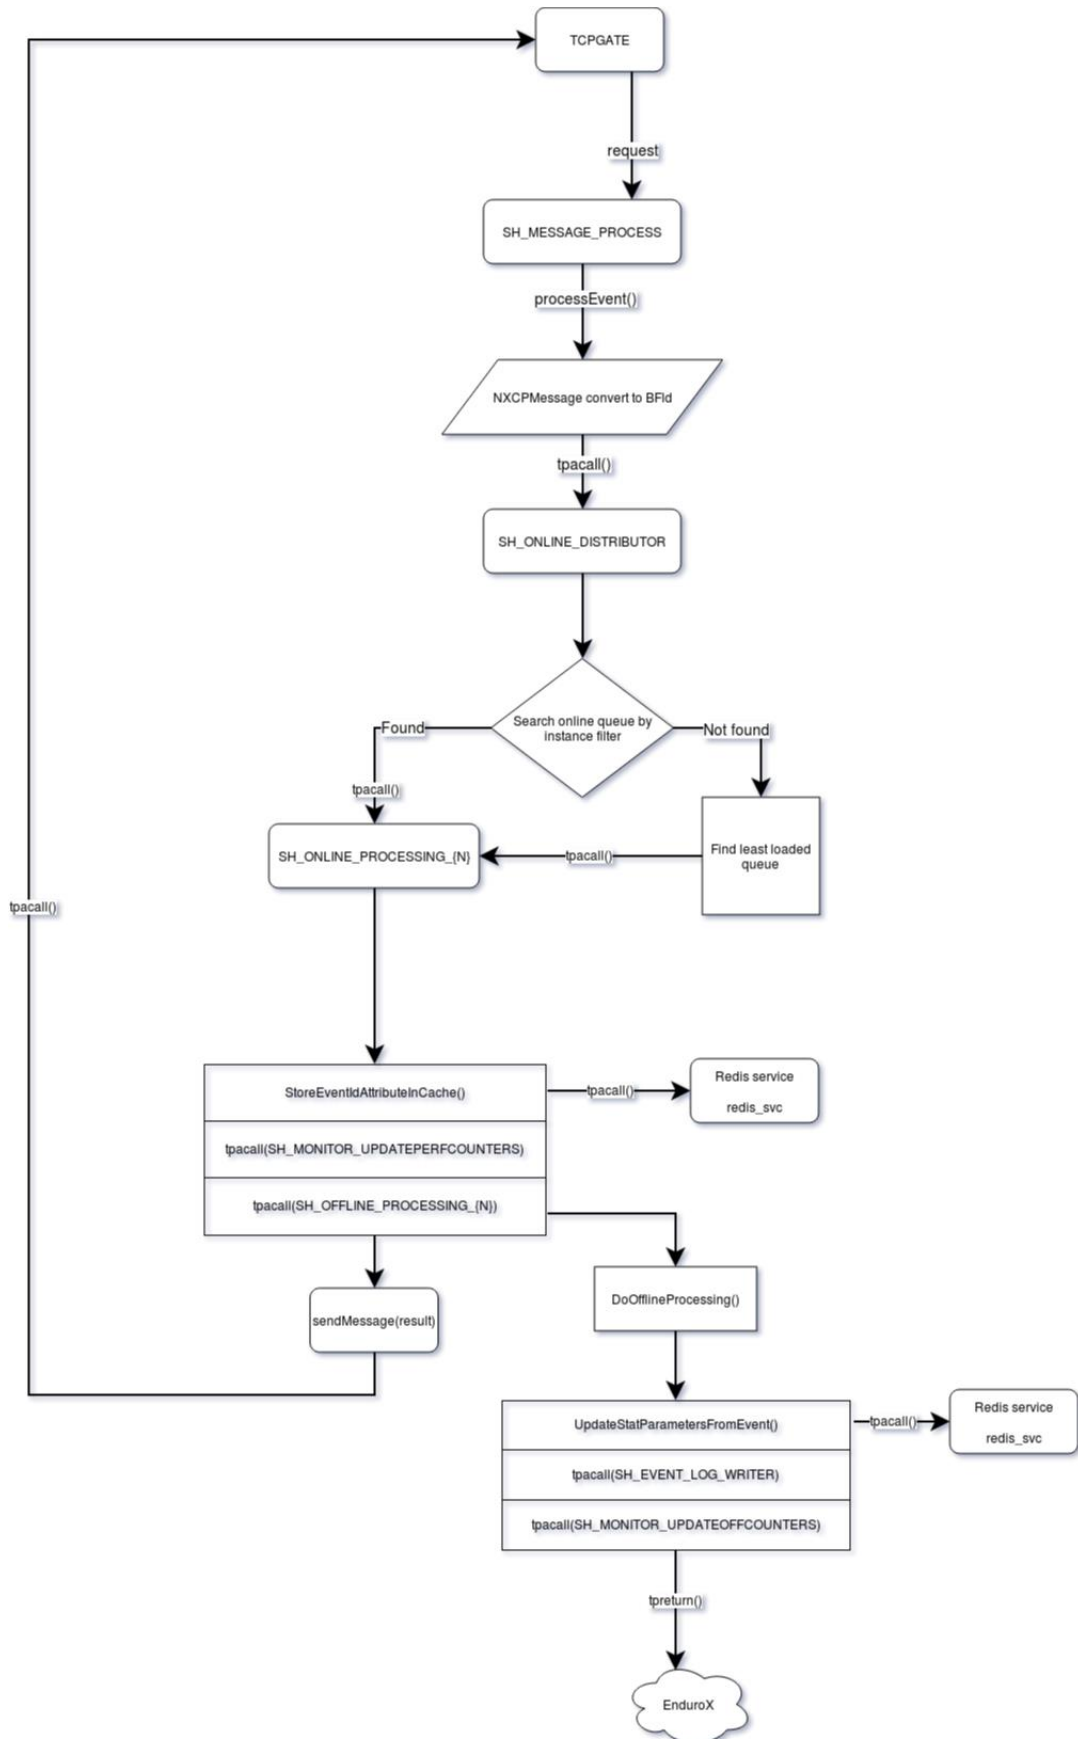 TCPGATE
request
SH_MESSAGE_PROCESS
processEvent()
NXCPMessage convert to BFld
tpacall()
SH_ONLINE_DISTRIBUTOR
Search online queue by
instance filter
Found
Not found
tpacall()
SH_ONLINE_PROCESSING_{N}
tpacall()
Find least loaded
queue
tpacall()
StoreEventIdAttributeInCache()
tpacall()
Redis service
redis_svc
tpacall(SH_MONITOR_UPDATEPERFCOUNTERS)
tpacall(SH_OFFLINE_PROCESSING_{N})
DoOfflineProcessing()
sendMessage(result)
UpdateStatParametersFromEvent()
tpacall()
Redis service
redis_svc
tpacall(SH_EVENT_LOG_WRITER)
tpacall(SH_MONITOR_UPDATEOFFCOUNTERS)
tpreturn()
EnduroX